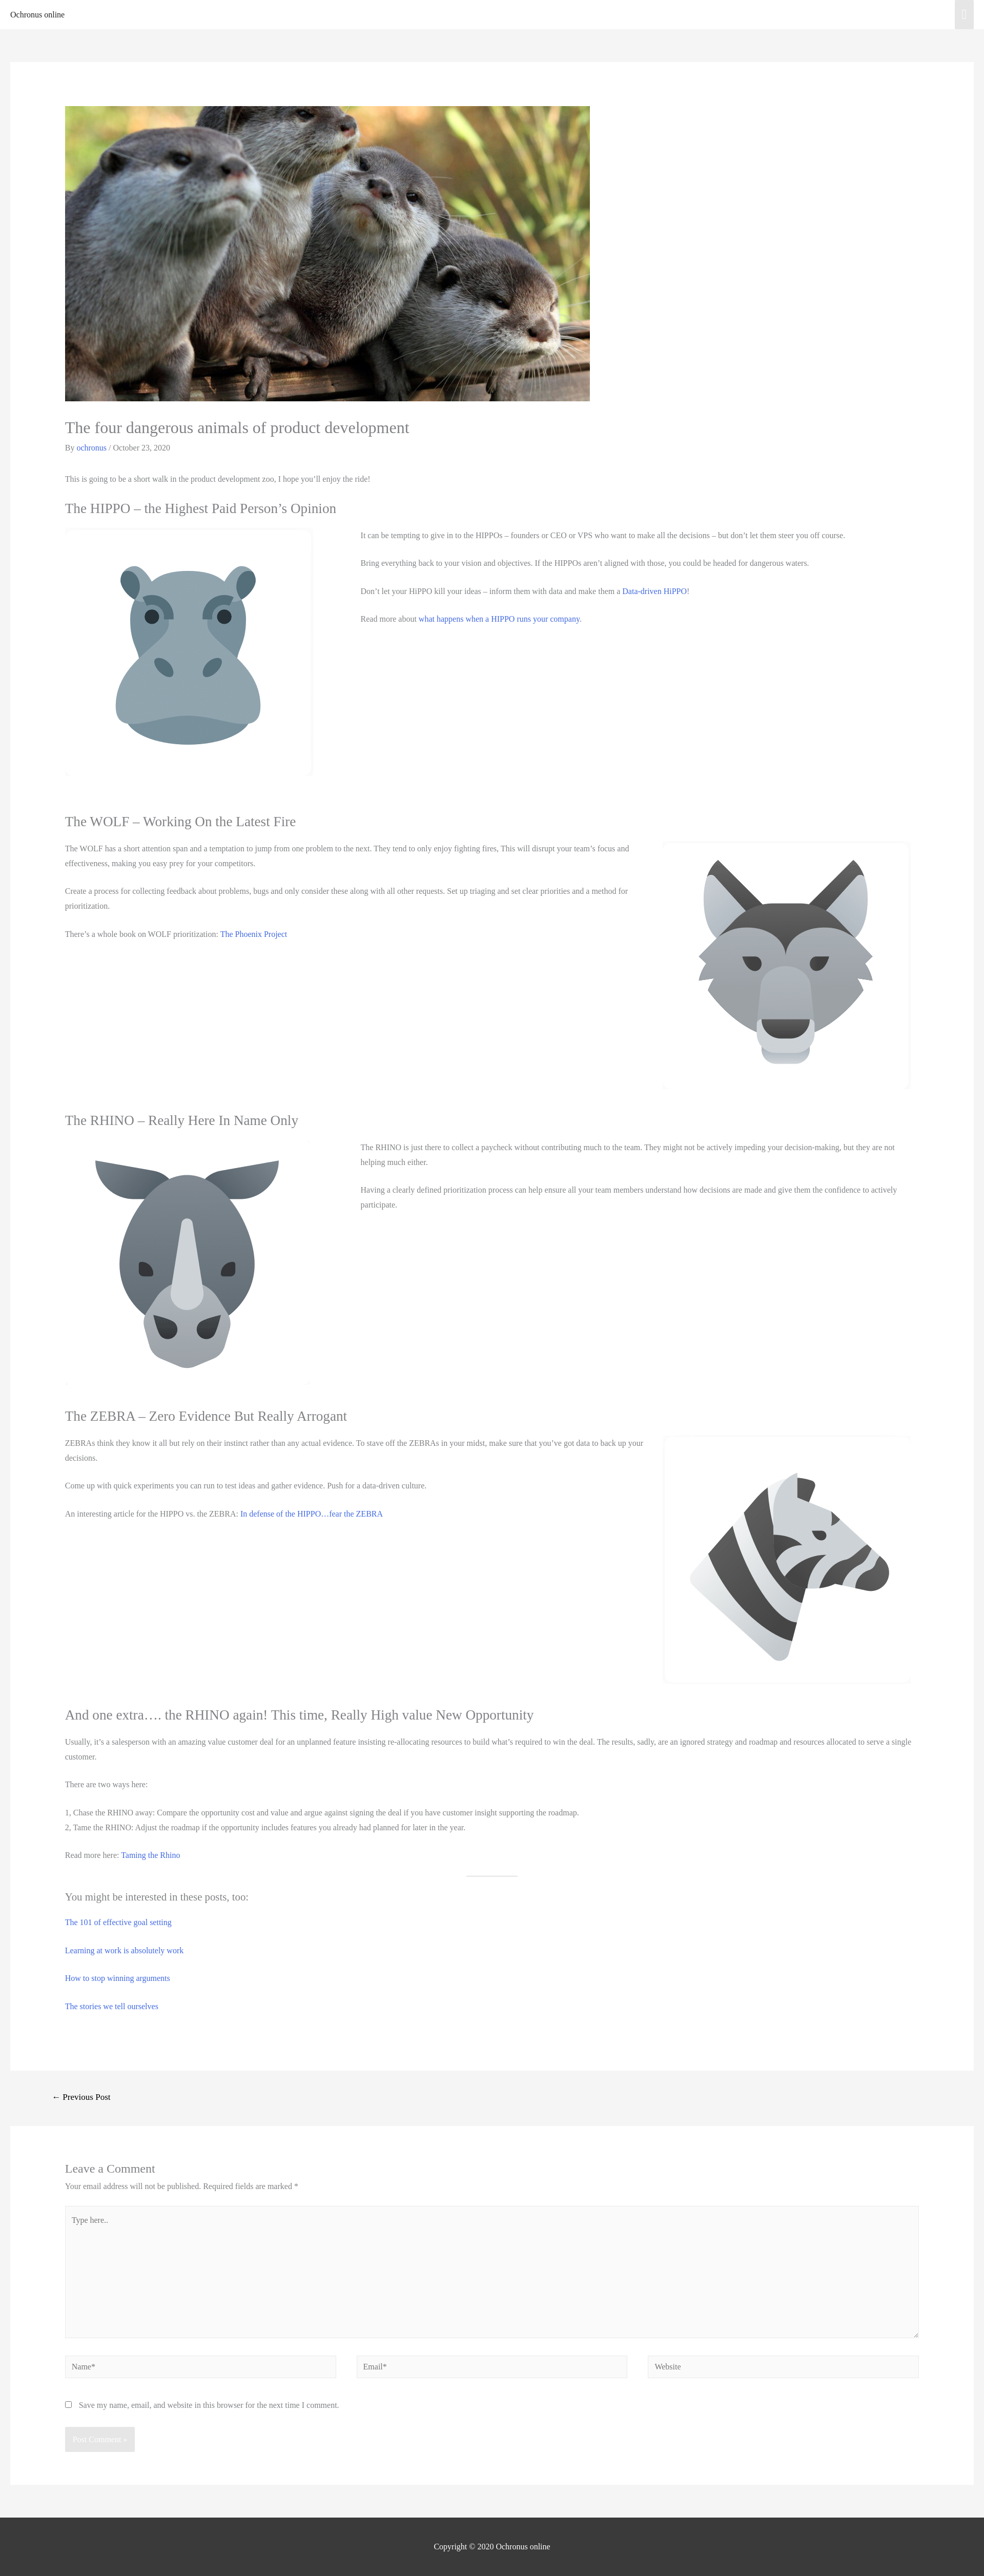 Ochronus online
The four dangerous animals of product development
By ochronus / October 23, 2020
This is going to be a short walk in the product development zoo, I hope you’ll enjoy the ride!
The HIPPO – the Highest Paid Person’s Opinion
It can be tempting to give in to the HIPPOs – founders or CEO or VPS who want to make all the decisions – but don’t let them steer you off course.
Bring everything back to your vision and objectives. If the HIPPOs aren’t aligned with those, you could be headed for dangerous waters.
Don’t let your HiPPO kill your ideas – inform them with data and make them a Data-driven HiPPO!
Read more about what happens when a HIPPO runs your company.
The WOLF – Working On the Latest Fire
The WOLF has a short attention span and a temptation to jump from one problem to the next. They tend to only enjoy fighting fires, This will disrupt your team’s focus and
effectiveness, making you easy prey for your competitors.
Create a process for collecting feedback about problems, bugs and only consider these along with all other requests. Set up triaging and set clear priorities and a method for
prioritization.
There’s a whole book on WOLF prioritization: The Phoenix Project
The RHINO – Really Here In Name Only
The RHINO is just there to collect a paycheck without contributing much to the team. They might not be actively impeding your decision-making, but they are not
helping much either.
Having a clearly defined prioritization process can help ensure all your team members understand how decisions are made and give them the confidence to actively
participate.
The ZEBRA – Zero Evidence But Really Arrogant
ZEBRAs think they know it all but rely on their instinct rather than any actual evidence. To stave off the ZEBRAs in your midst, make sure that you’ve got data to back up your
decisions.
Come up with quick experiments you can run to test ideas and gather evidence. Push for a data-driven culture.
An interesting article for the HIPPO vs. the ZEBRA: In defense of the HIPPO…fear the ZEBRA
And one extra…. the RHINO again! This time, Really High value New Opportunity
Usually, it’s a salesperson with an amazing value customer deal for an unplanned feature insisting re-allocating resources to build what’s required to win the deal. The results, sadly, are an ignored strategy and roadmap and resources allocated to serve a single
customer.
There are two ways here:
1, Chase the RHINO away: Compare the opportunity cost and value and argue against signing the deal if you have customer insight supporting the roadmap.
2, Tame the RHINO: Adjust the roadmap if the opportunity includes features you already had planned for later in the year.
Read more here: Taming the Rhino
You might be interested in these posts, too:
The 101 of effective goal setting
Learning at work is absolutely work
How to stop winning arguments
The stories we tell ourselves
← Previous Post
Leave a Comment
Your email address will not be published. Required fields are marked *
Type here..
Name*
Email*
Website
Save my name, email, and website in this browser for the next time I comment.
Post Comment »
Copyright © 2020 Ochronus online